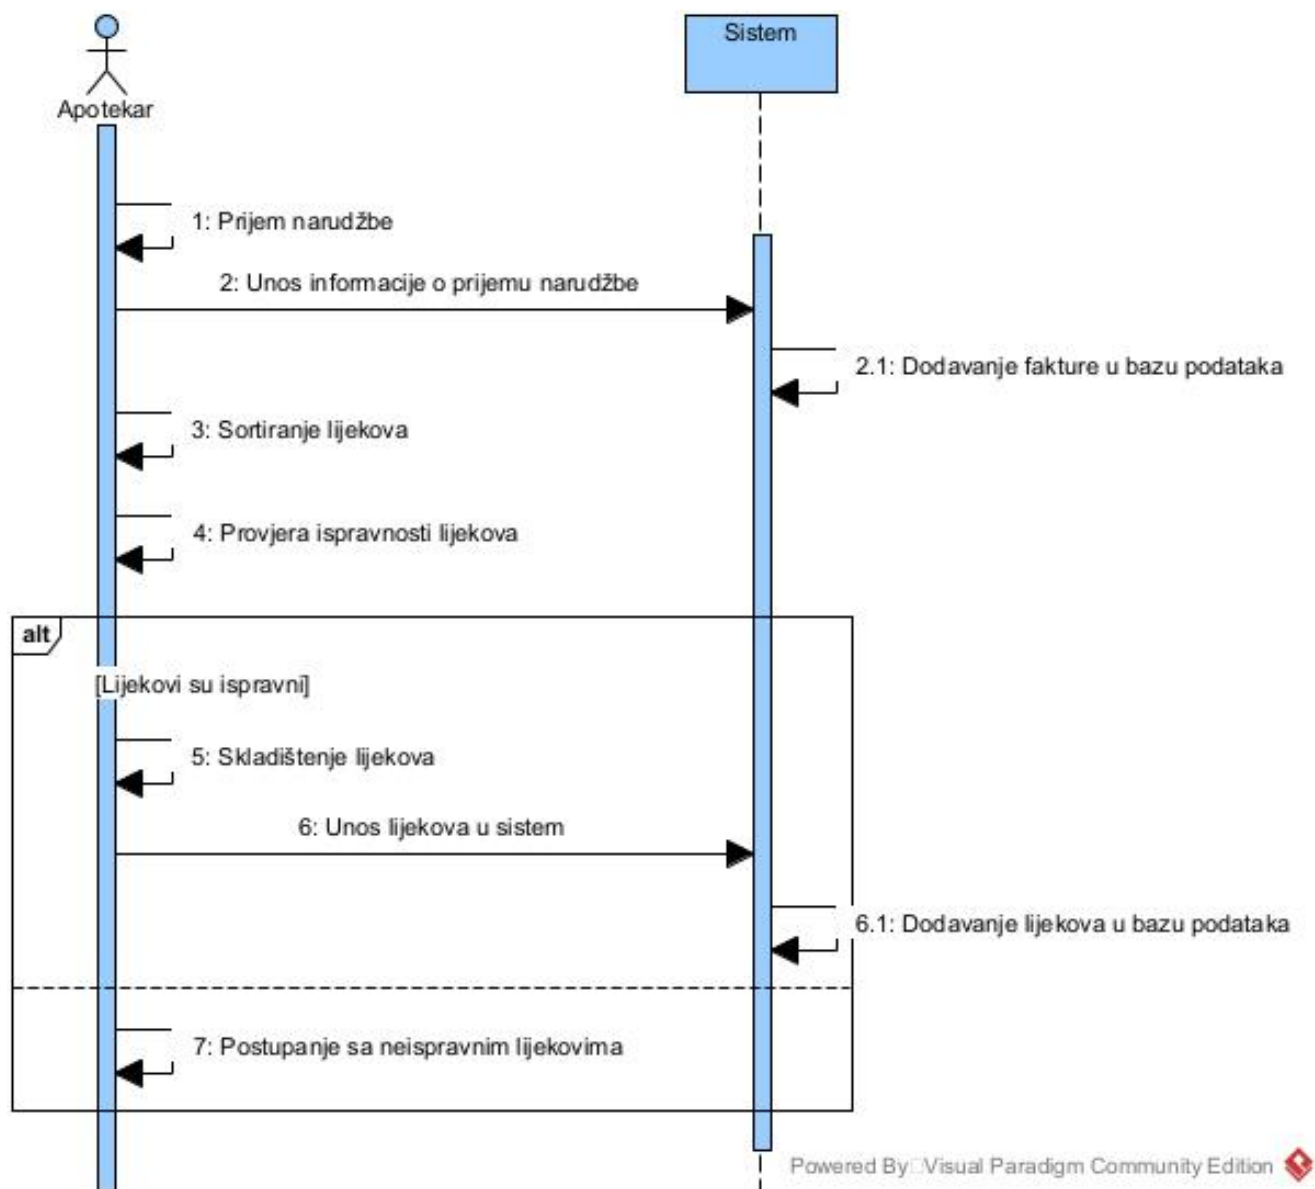 Sistem
Apotekar
1: Prijem narudžbe
2: Unos informacije o prijemu narudžbe
2.1: Dodavanje fakture u bazu podataka
3: Sortiranje lijekova
4: Provjera ispravnosti lijekova
alt
[Lijekovi su ispravni]
5: Skladištenje lijekova
6: Unos lijekova u sistem
6.1: Dodavanje lijekova u bazu podataka
7: Postupanje sa neispravnim lijekovima
Powered By Visual Paradigm Community Edition